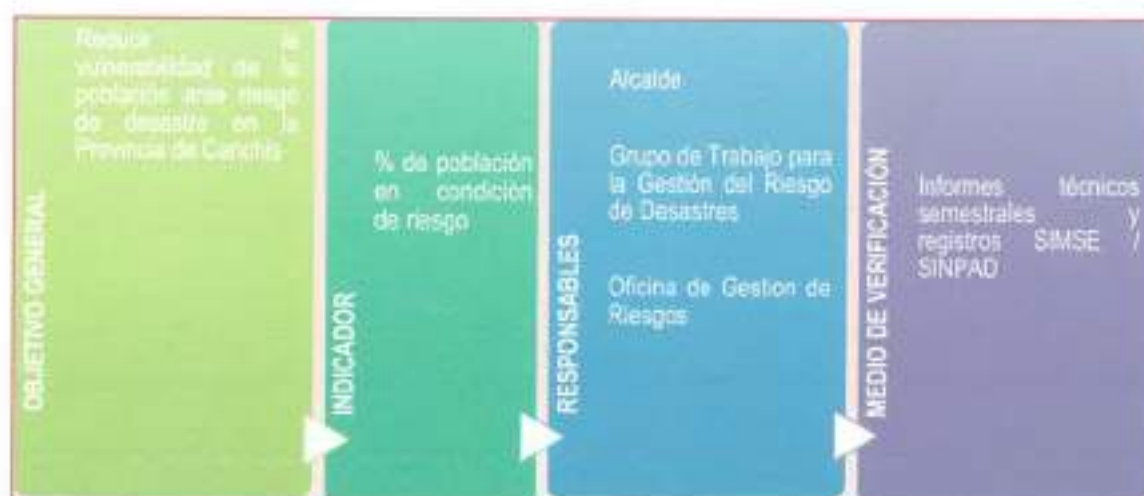 OBJETIVO GENERAL
Reducir la
vulnerabilidad de la
población ante riesgo
de desastre en la
Provincia de Canchis
INDICADOR
% de población
en condición
de riesgo
RESPONSABLES
Alcalde
Grupo de Trabajo para
la Gestión del Riesgo
de Desastres
Oficina de Gestion de
Riesgos
MEDIO DE VERIFICACIÓN
Informes técnicos
semestrales y
registros SIMSE /
SINPAD